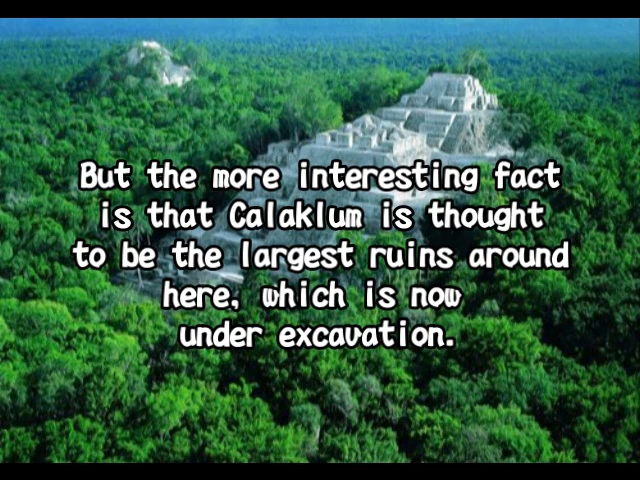 But the more interesting fact
is that Calaklum is thought
to be the largest ruins around
here, which is now
under excavation.